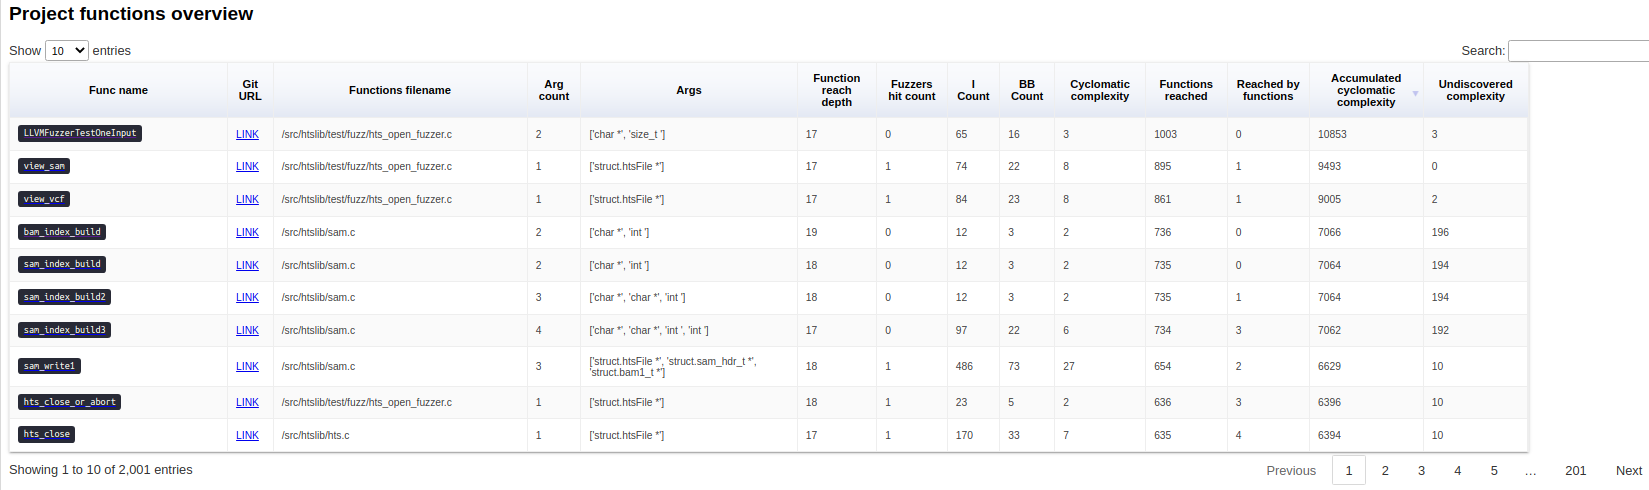 Project functions overview
Show 10 entries Search:
Func name Git URL Functions filename Arg count Args Function reach depth Fuzzers hit count I Count BB Count Cyclomatic complexity Functions reached Reached by functions Accumulated cyclomatic complexity Undiscovered complexity
LLVMFuzzerTestOneInput LINK /src/htslib/test/fuzz/hts_open_fuzzer.c 2 ['char *', 'size_t '] 17 0 65 16 3 1003 0 10853 3
view_sam LINK /src/htslib/test/fuzz/hts_open_fuzzer.c 1 ['struct.htsFile *'] 17 1 74 22 8 895 1 9493 0
view_vcf LINK /src/htslib/test/fuzz/hts_open_fuzzer.c 1 ['struct.htsFile *'] 17 1 84 23 8 861 1 9005 2
bam_index_build LINK /src/htslib/sam.c 2 ['char *', 'int '] 19 0 12 3 2 736 0 7066 196
sam_index_build LINK /src/htslib/sam.c 2 ['char *', 'int '] 18 0 12 3 2 735 0 7064 194
sam_index_build2 LINK /src/htslib/sam.c 3 ['char *', 'char *', 'int '] 18 0 12 3 2 735 1 7064 194
sam_index_build3 LINK /src/htslib/sam.c 4 ['char *', 'char *', 'int ', 'int '] 17 0 97 22 6 734 3 7062 192
sam_write1 LINK /src/htslib/sam.c 3 ['struct.htsFile *', 'struct.sam_hdr_t *', 'struct.bam1_t *'] 18 1 486 73 27 654 2 6629 10
hts_close_or_abort LINK /src/htslib/test/fuzz/hts_open_fuzzer.c 1 ['struct.htsFile *'] 18 1 23 5 2 636 3 6396 10
hts_close LINK /src/htslib/hts.c 1 ['struct.htsFile *'] 17 1 170 33 7 635 4 6394 10
Showing 1 to 10 of 2,001 entries Previous 1 2 3 4 5 … 201 Next